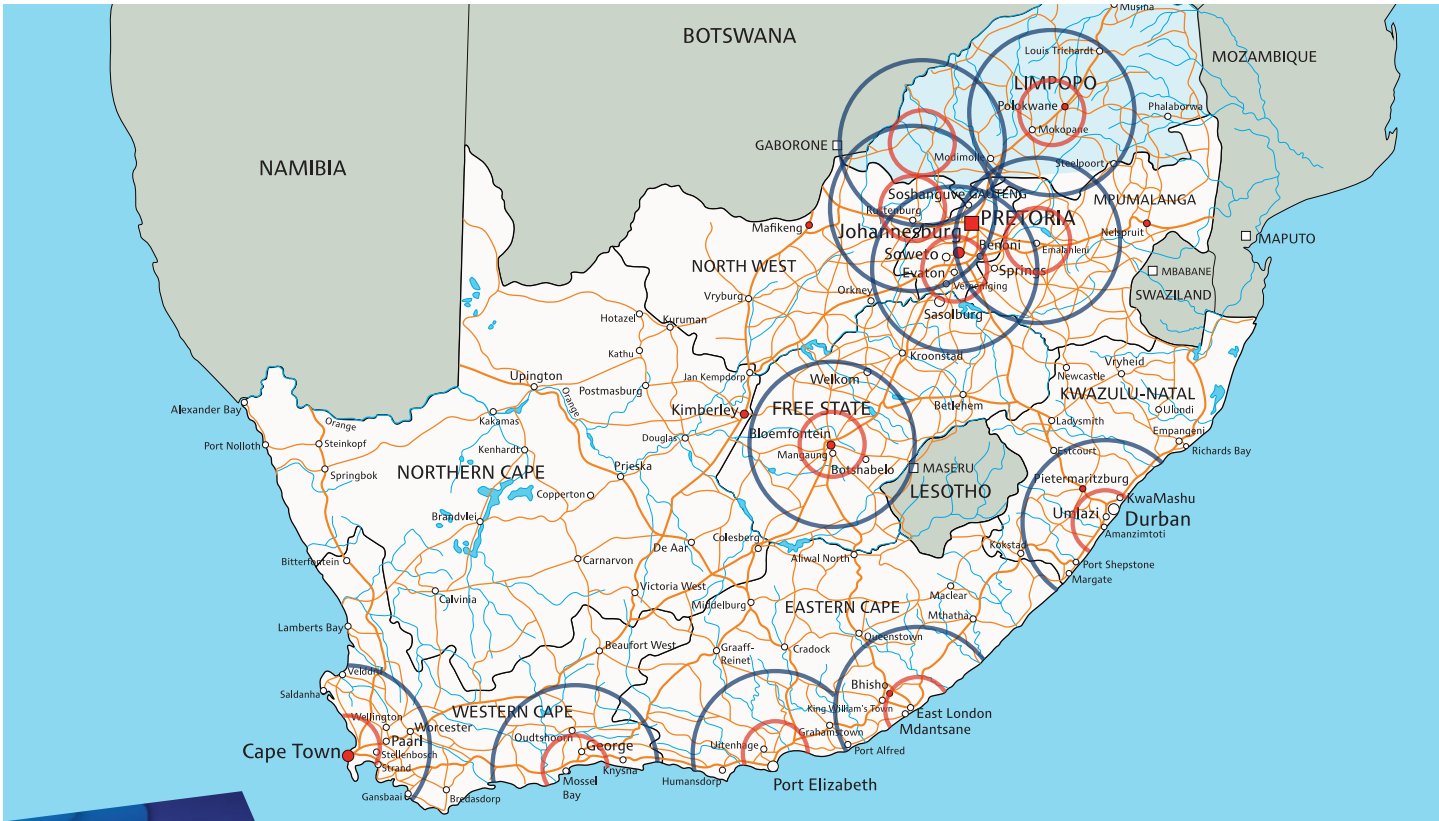 Musina
BOTSWANA
Louis Trichardt
MOZAMBIQUE
LIMPOPO
Polokwane
Phalaborwa
Mokopane
GABORONE
Modimolle
Steelpoort
NAMIBIA
Soshanguve
GAUTENG
MPUMALANGA
Rustenburg
PRETORIA
Mafikeng
Johannesburg
Nelspruit
MAPUTO
Benoni
Emalahleni
Soweto
NORTH WEST
Evaton
Springs
MBABANE
Vereeniging
Orkney
SWAZILAND
Vryburg
Sasolburg
Hotazel
Kuruman
Kathu
Kroonstad
Vryheid
Upington
Jan Kempdorp
Welkom
Newcastle
Postmasburg
KWAZULU-NATAL
Orange
Alexander Bay
Kimberley
FREE STATE
Betlehem
Ulundi
Orange
Kakamas
Ladysmith
Port Nolloth
Steinkopf
Douglas
Bloemfontein
Empangeni
Kenhardt
Mangaung
Estcourt
Richards Bay
Springbok
NORTHERN CAPE
Prieska
Botshabelo
MASERU
Pietermaritzburg
Copperton
LESOTHO
KwaMashu
Brandvlei
Umlazi
Durban
Amanzimtoti
De Aar
Colesberg
Kokstad
Bitterfontein
Carnarvon
Aliwal North
Port Shepstone
Margate
Calvinia
Victoria West
Maclear
Middelburg
EASTERN CAPE
Mthatha
Lamberts Bay
Queenstown
Beaufort West
Graaff-
Reinet
Cradock
Velddrif
Saldanha
Bhisho
WESTERN CAPE
King William's Town
Wellington
East London
Worcester
Oudtshoorn
Grahamstown
Mdantsane
Paarl
George
Uitenhage
Port Alfred
Cape Town
Stellenbosch
Strand
Knysna
Mossel
Bay
Humansdorp
Port Elizabeth
Gansbaai
Bredasdorp